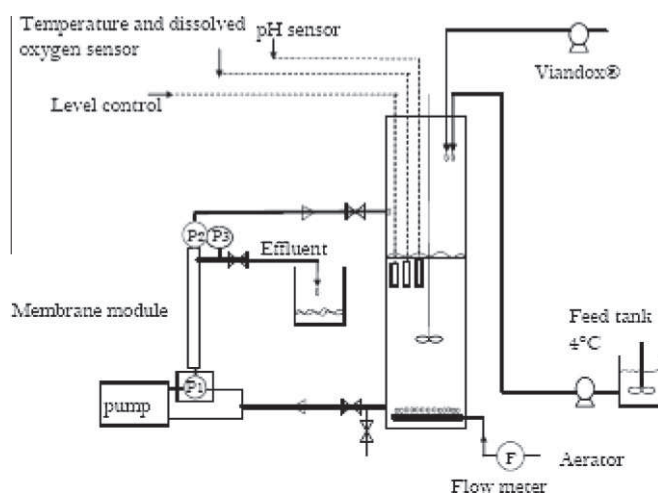 Temperature and dissolved
oxygen sensor
pH sensor
Level control
Viandox®
P2
P3
Effluent
Membrane module
Feed tank
4°C
P1
pump
F
Aerator
Flow meter